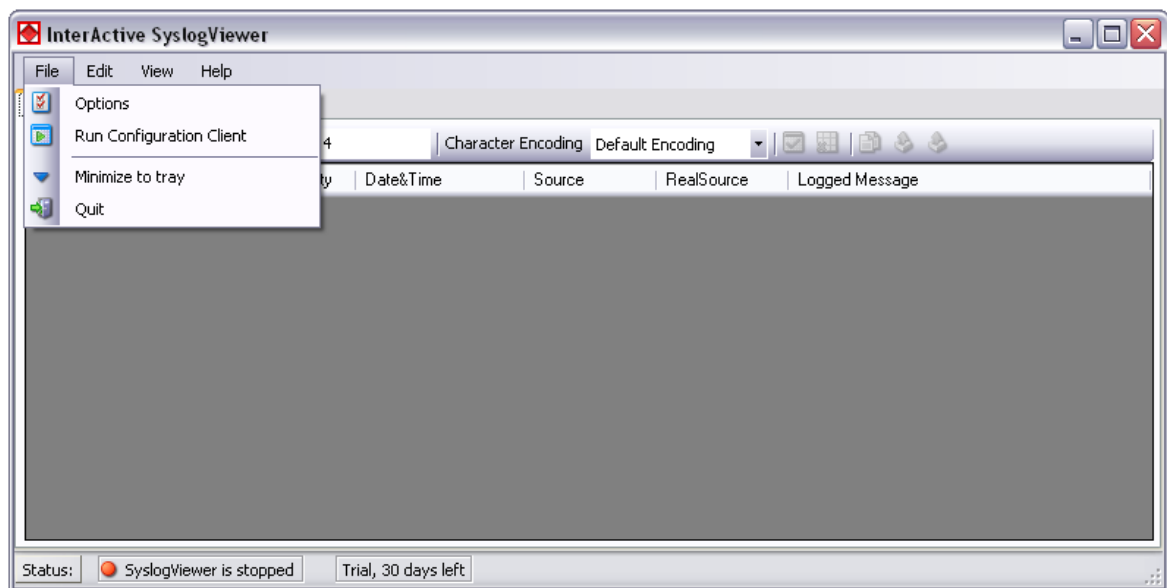 InterActive SyslogViewer
File Edit View Help
Options
Run Configuration Client
Minimize to tray
Quit
4 Character Encoding Default Encoding
ty Date&Time Source RealSource Logged Message
Status: SyslogViewer is stopped Trial, 30 days left